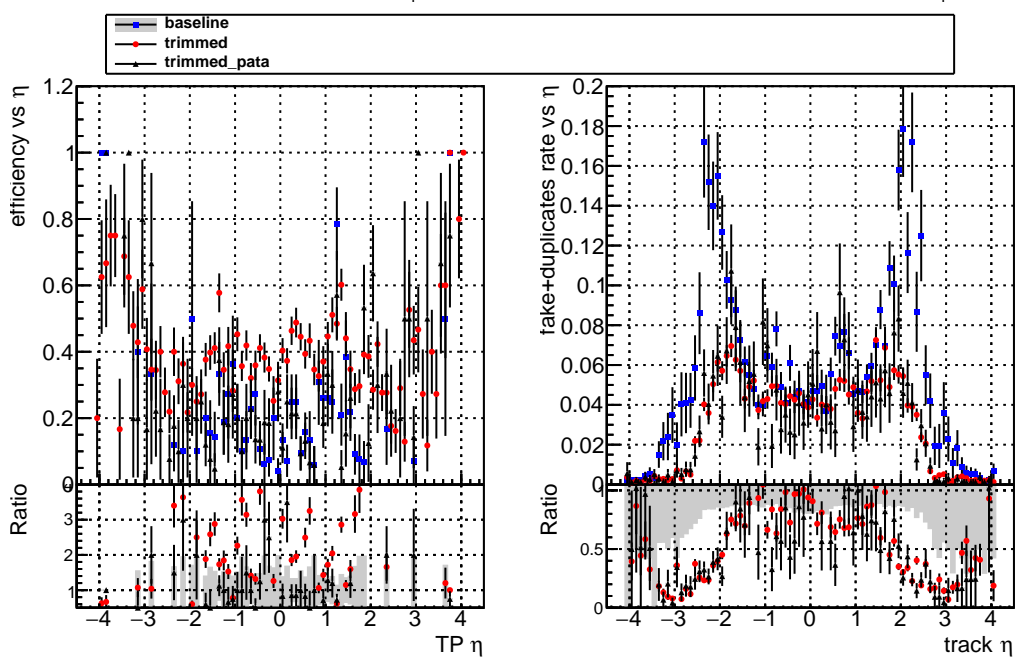 baseline
trimmed
trimmed_pata
efficiency vs η
1.2
1
0.8
0.6
0.4
0.2
0
Ratio
3
2
1
−4 −3 −2 −1 0 1 2 3 4
TP η
fake+duplicates rate vs η
0.2
0.18
0.16
0.14
0.12
0.1
0.08
0.06
0.04
0.02
0
Ratio
0.5
0
−4 −3 −2 −1 0 1 2 3 4
track η